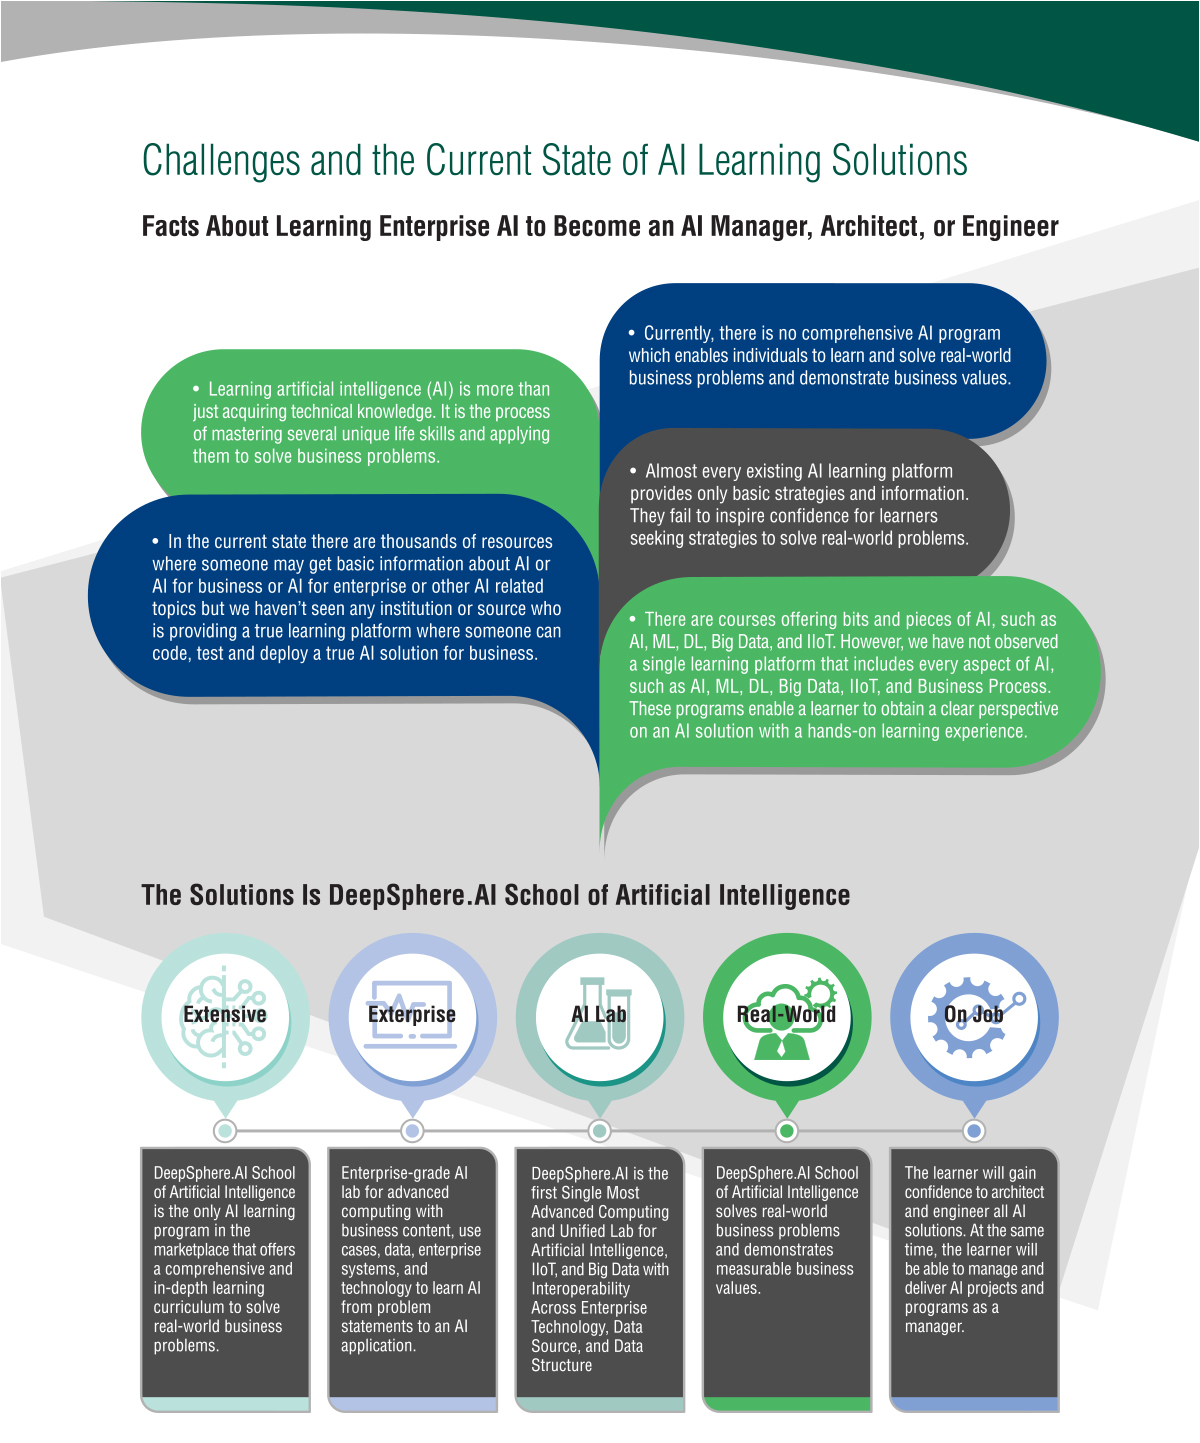 Challenges and the Current State of AI Learning Solutions
Facts About Learning Enterprise AI to Become an AI Manager, Architect, or Engineer
• Learning artificial intelligence (AI) is more than
just acquiring technical knowledge. It is the process
of mastering several unique life skills and applying
them to solve business problems.
• In the current state there are thousands of resources
where someone may get basic information about AI or
AI for business or AI for enterprise or other AI related
topics but we haven't seen any institution or source who
is providing a true learning platform where someone can
code, test and deploy a true AI solution for business.
• Currently, there is no comprehensive AI program
which enables individuals to learn and solve real-world
business problems and demonstrate business values.
• Almost every existing AI learning platform
provides only basic strategies and information.
They fail to inspire confidence for learners
seeking strategies to solve real-world problems.
• There are courses offering bits and pieces of AI, such as
AI, ML, DL, Big Data, and IIoT. However, we have not observed
a single learning platform that includes every aspect of AI,
such as AI, ML, DL, Big Data, IIoT, and Business Process.
These programs enable a learner to obtain a clear perspective
on an AI solution with a hands-on learning experience.
The Solutions Is DeepSphere.AI School of Artificial Intelligence
Extensive
DeepSphere.AI School
of Artificial Intelligence
is the only AI learning
program in the
marketplace that offers
a comprehensive and
in-depth learning
curriculum to solve
real-world business
problems.
Exterprise
Enterprise-grade AI
lab for advanced
computing with
business content, use
cases, data, enterprise
systems, and
technology to learn AI
from problem
statements to an AI
application.
AI Lab
DeepSphere.AI is the
first Single Most
Advanced Computing
and Unified Lab for
Artificial Intelligence,
IIoT, and Big Data with
Interoperability
Across Enterprise
Technology, Data
Source, and Data
Structure
Real-World
DeepSphere.AI School
of Artificial Intelligence
solves real-world
business problems
and demonstrates
measurable business
values.
On Job
The learner will gain
confidence to architect
and engineer all AI
solutions. At the same
time, the learner will
be able to manage and
deliver AI projects and
programs as a
manager.